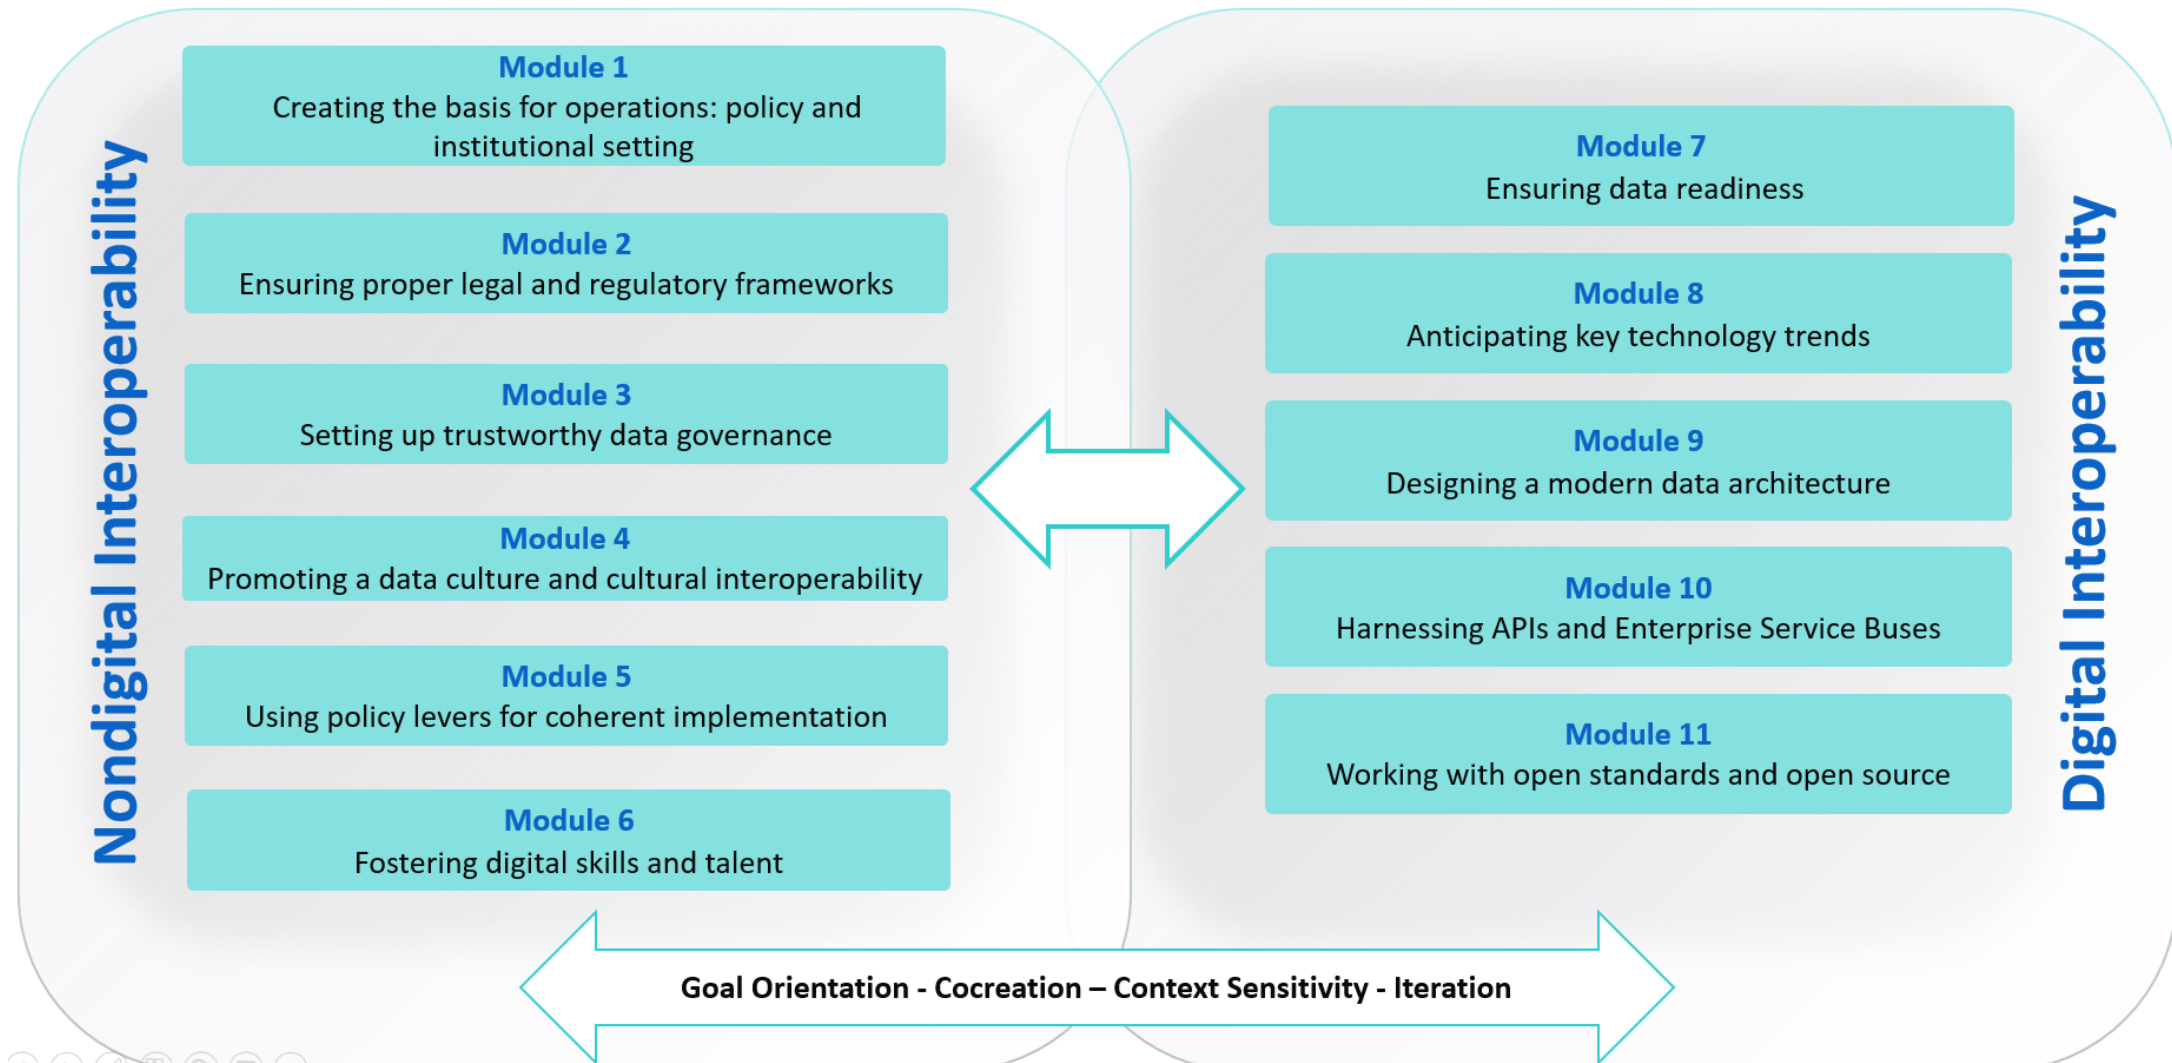 Nondigital Interoperability
Module 1
Creating the basis for operations: policy and
institutional setting
Module 2
Ensuring proper legal and regulatory frameworks
Module 3
Setting up trustworthy data governance
Module 4
Promoting a data culture and cultural interoperability
Module 5
Using policy levers for coherent implementation
Module 6
Fostering digital skills and talent
Module 7
Ensuring data readiness
Module 8
Anticipating key technology trends
Module 9
Designing a modern data architecture
Module 10
Harnessing APIs and Enterprise Service Buses
Module 11
Working with open standards and open source
Digital Interoperability
Goal Orientation - Cocreation – Context Sensitivity - Iteration